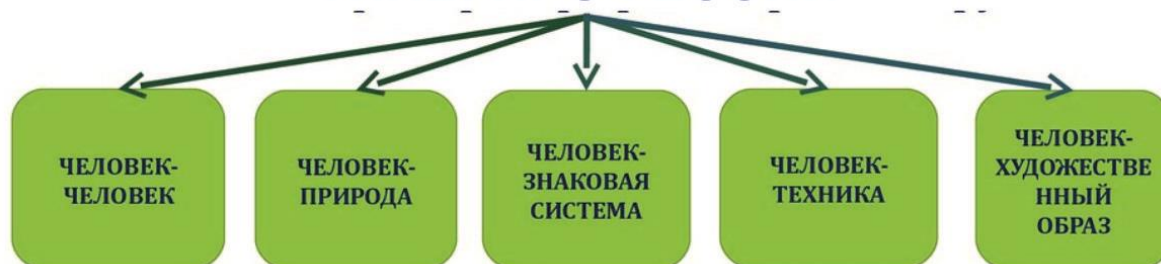 ЧЕЛОВЕК-
ЧЕЛОВЕК
ЧЕЛОВЕК-
ПРИРОДА
ЧЕЛОВЕК-
ЗНАКОВАЯ
СИСТЕМА
ЧЕЛОВЕК-
ТЕХНИКА
ЧЕЛОВЕК-
ХУДОЖЕСТВЕ
ННЫЙ
ОБРАЗ